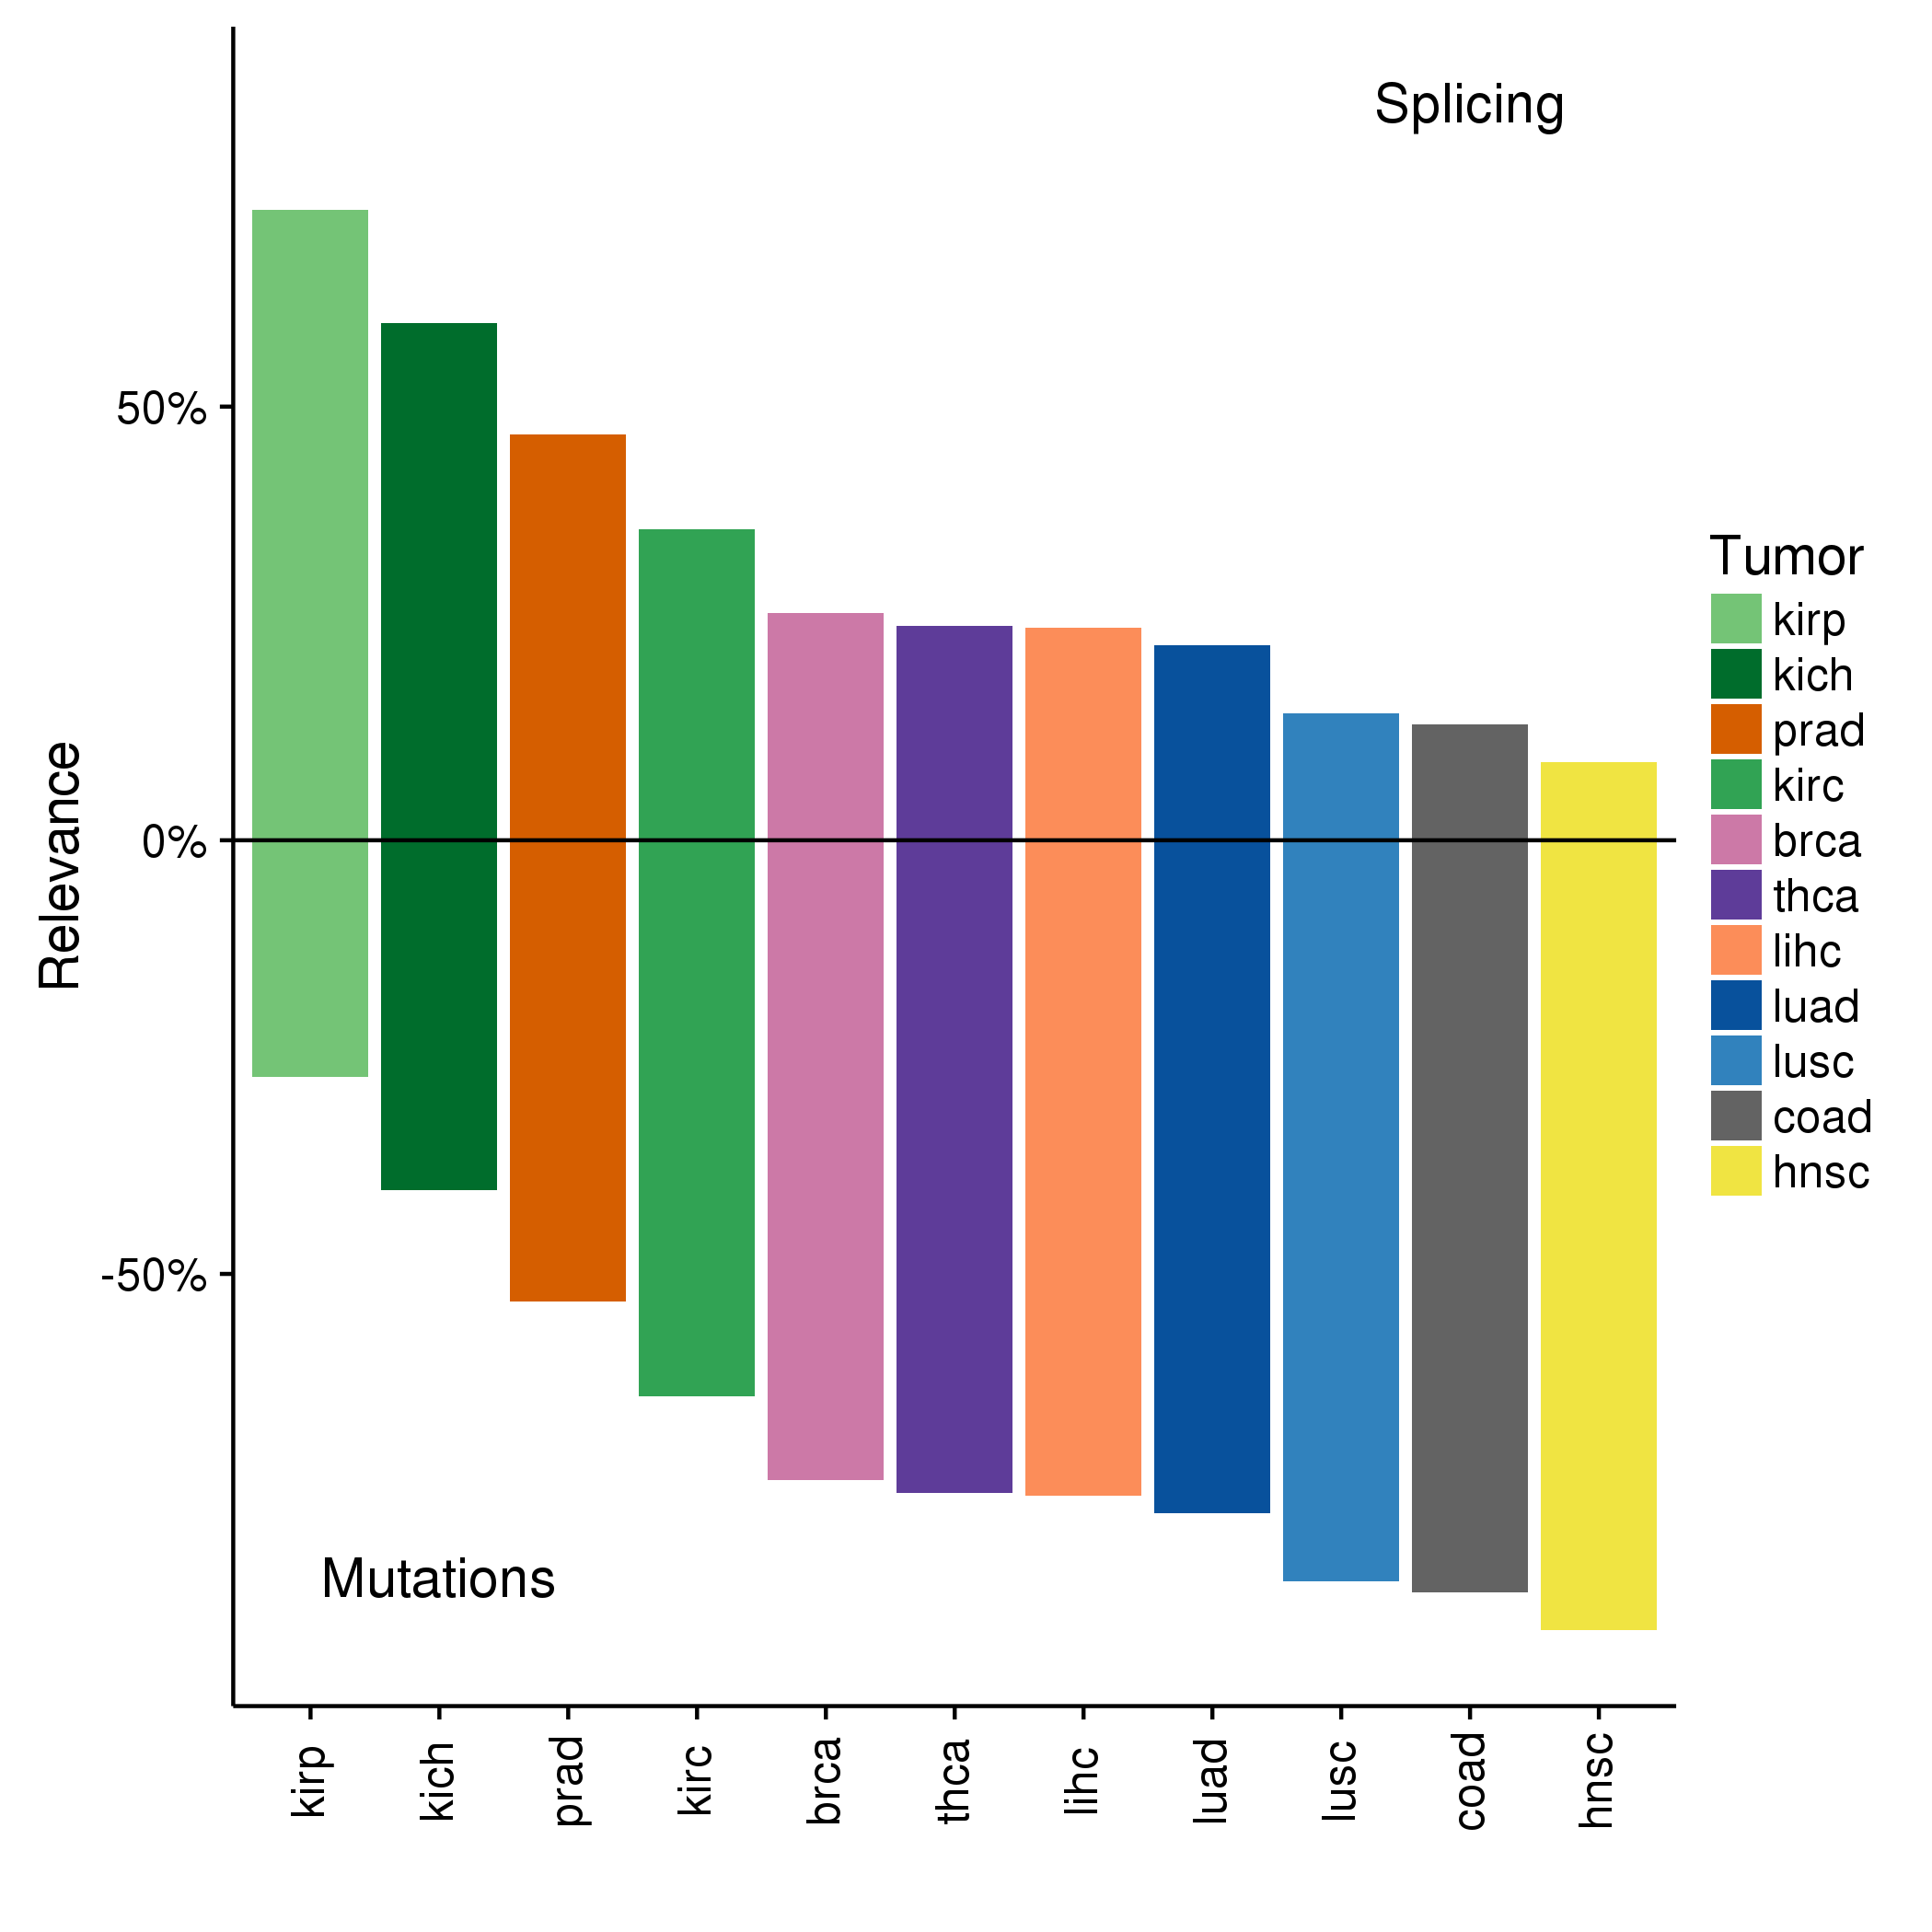 Splicing
50%
0%
-50%
Relevance
Mutations
kirp
kich
prad
kirc
brca
thca
lihc
luad
lusc
coad
hnsc
Tumor
kirp
kich
prad
kirc
brca
thca
lihc
luad
lusc
coad
hnsc